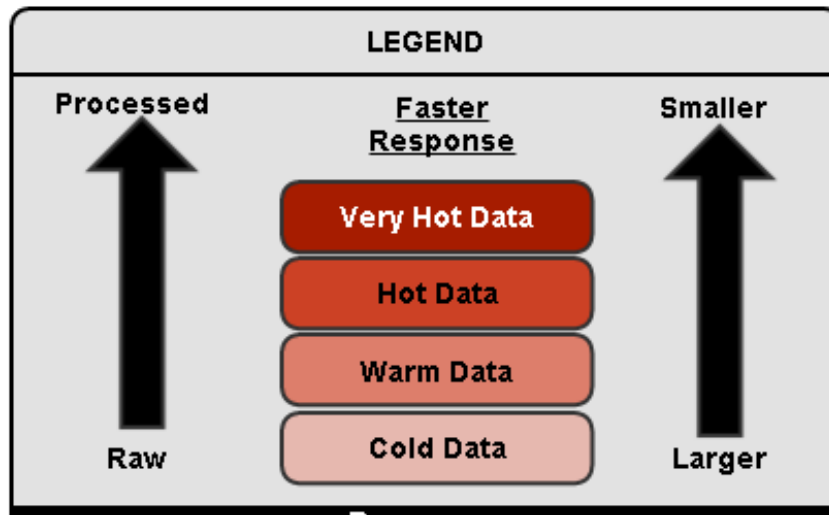 LEGEND
Processed
Faster
Response
Smaller
Very Hot Data
Hot Data
Warm Data
Cold Data
Raw
Larger